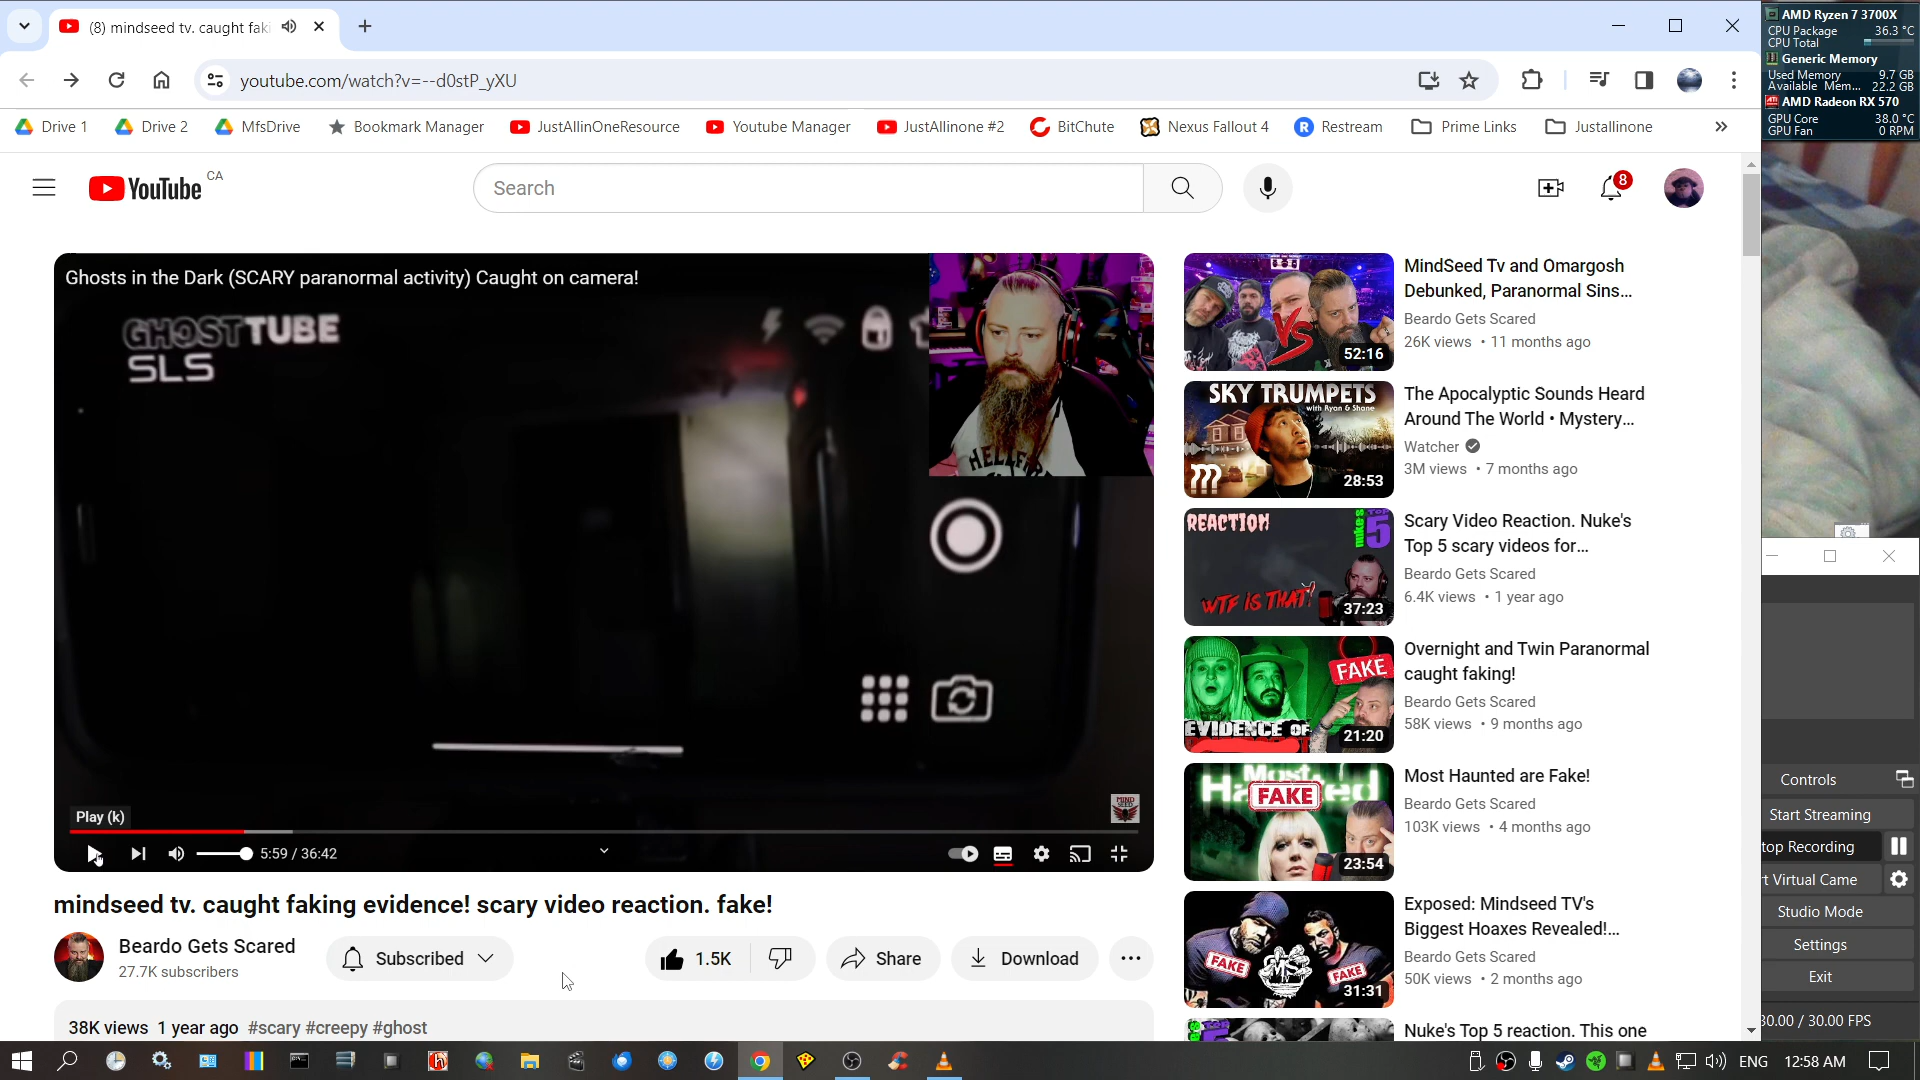 (8) mindseed tv. caught faki
youtube.com/watch?v=--d0stP_yXU
Drive 1
Drive 2
MfsDrive
Bookmark Manager
JustAllinOneResource
Youtube Manager
JustAllinone #2
BitChute
Nexus Fallout 4
Restream
Prime Links
Justallinone
YouTube CA
Search
8
AMD Ryzen 7 3700X
CPU Package 36.3 °C
CPU Total
Generic Memory
Used Memory 9.7 GB
Available Mem... 22.2 GB
AMD Radeon RX 570
GPU Core 38.0 °C
GPU Fan 0 RPM
Ghosts in the Dark (SCARY paranormal activity) Caught on camera!
GHOSTTUBE
SLS
HELLFI
MIND
SEED
Play (k)
5:59 / 36:42
mindseed tv. caught faking evidence! scary video reaction. fake!
Beardo Gets Scared
27.7K subscribers
Subscribed
1.5K
Share
Download
38K views 1 year ago #scary #creepy #ghost
VS
52:16
MindSeed Tv and Omargosh
Debunked, Paranormal Sins...
Beardo Gets Scared
26K views • 11 months ago
SKY TRUMPETS
with Ryan & Shane
28:53
The Apocalyptic Sounds Heard
Around The World • Mystery...
Watcher
3M views • 7 months ago
REACTION
nuke's TOP 5
WTF IS THAT?
37:23
Scary Video Reaction. Nuke's
Top 5 scary videos for...
Beardo Gets Scared
6.4K views • 1 year ago
FAKE
EVIDENCE OF
21:20
Overnight and Twin Paranormal
caught faking!
Beardo Gets Scared
58K views • 9 months ago
Most
Haunted
FAKE
23:54
Most Haunted are Fake!
Beardo Gets Scared
103K views • 4 months ago
FAKE
FAKE
31:31
Exposed: Mindseed TV's
Biggest Hoaxes Revealed!...
Beardo Gets Scared
50K views • 2 months ago
Nuke's Top 5 reaction. This one
Controls
Start Streaming
top Recording
t Virtual Came
Studio Mode
Settings
Exit
30.00 / 30.00 FPS
ENG
12:58 AM